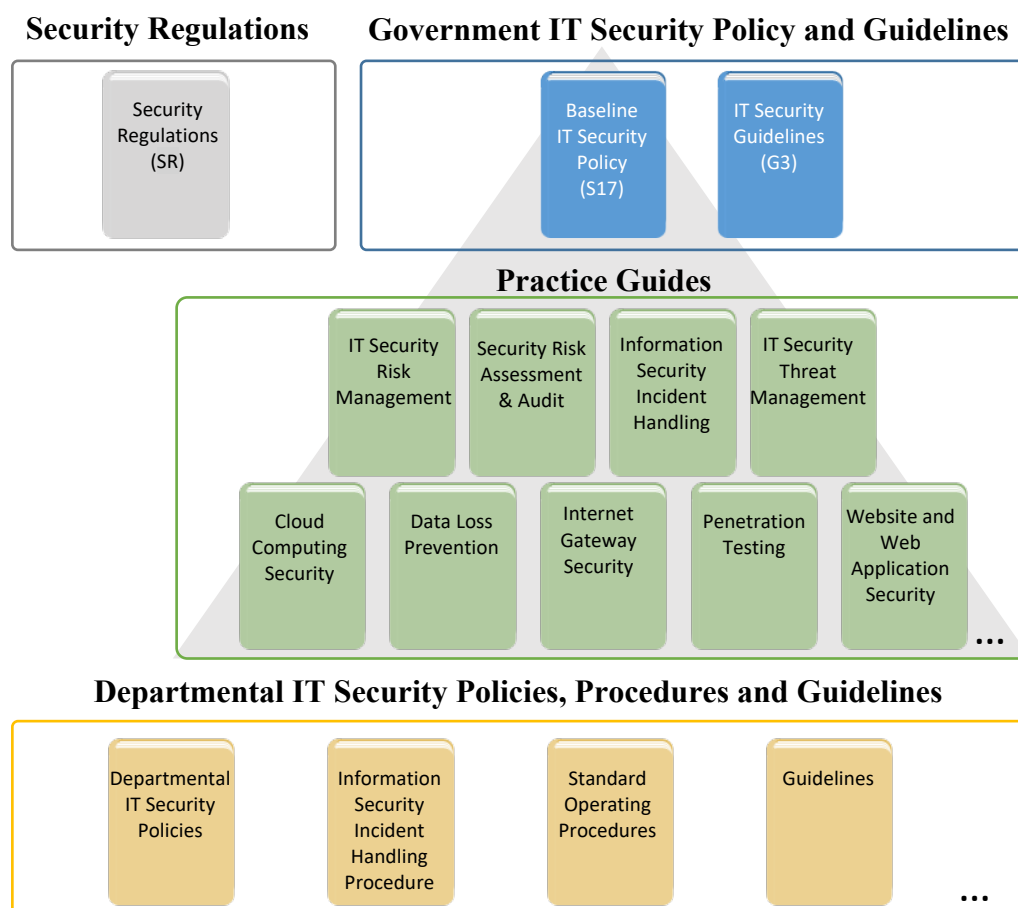 Security Regulations
Government IT Security Policy and Guidelines
Security
Regulations
(SR)
Baseline
IT Security
Policy
(S17)
IT Security
Guidelines
(G3)
Practice Guides
IT Security
Risk
Management
Security Risk
Assessment
& Audit
Information
Security
Incident
Handling
IT Security
Threat
Management
Cloud
Computing
Security
Data Loss
Prevention
Internet
Gateway
Security
Penetration
Testing
Website and
Web
Application
Security
...
Departmental IT Security Policies, Procedures and Guidelines
Departmental
IT Security
Policies
Information
Security
Incident
Handling
Procedure
Standard
Operating
Procedures
Guidelines
...